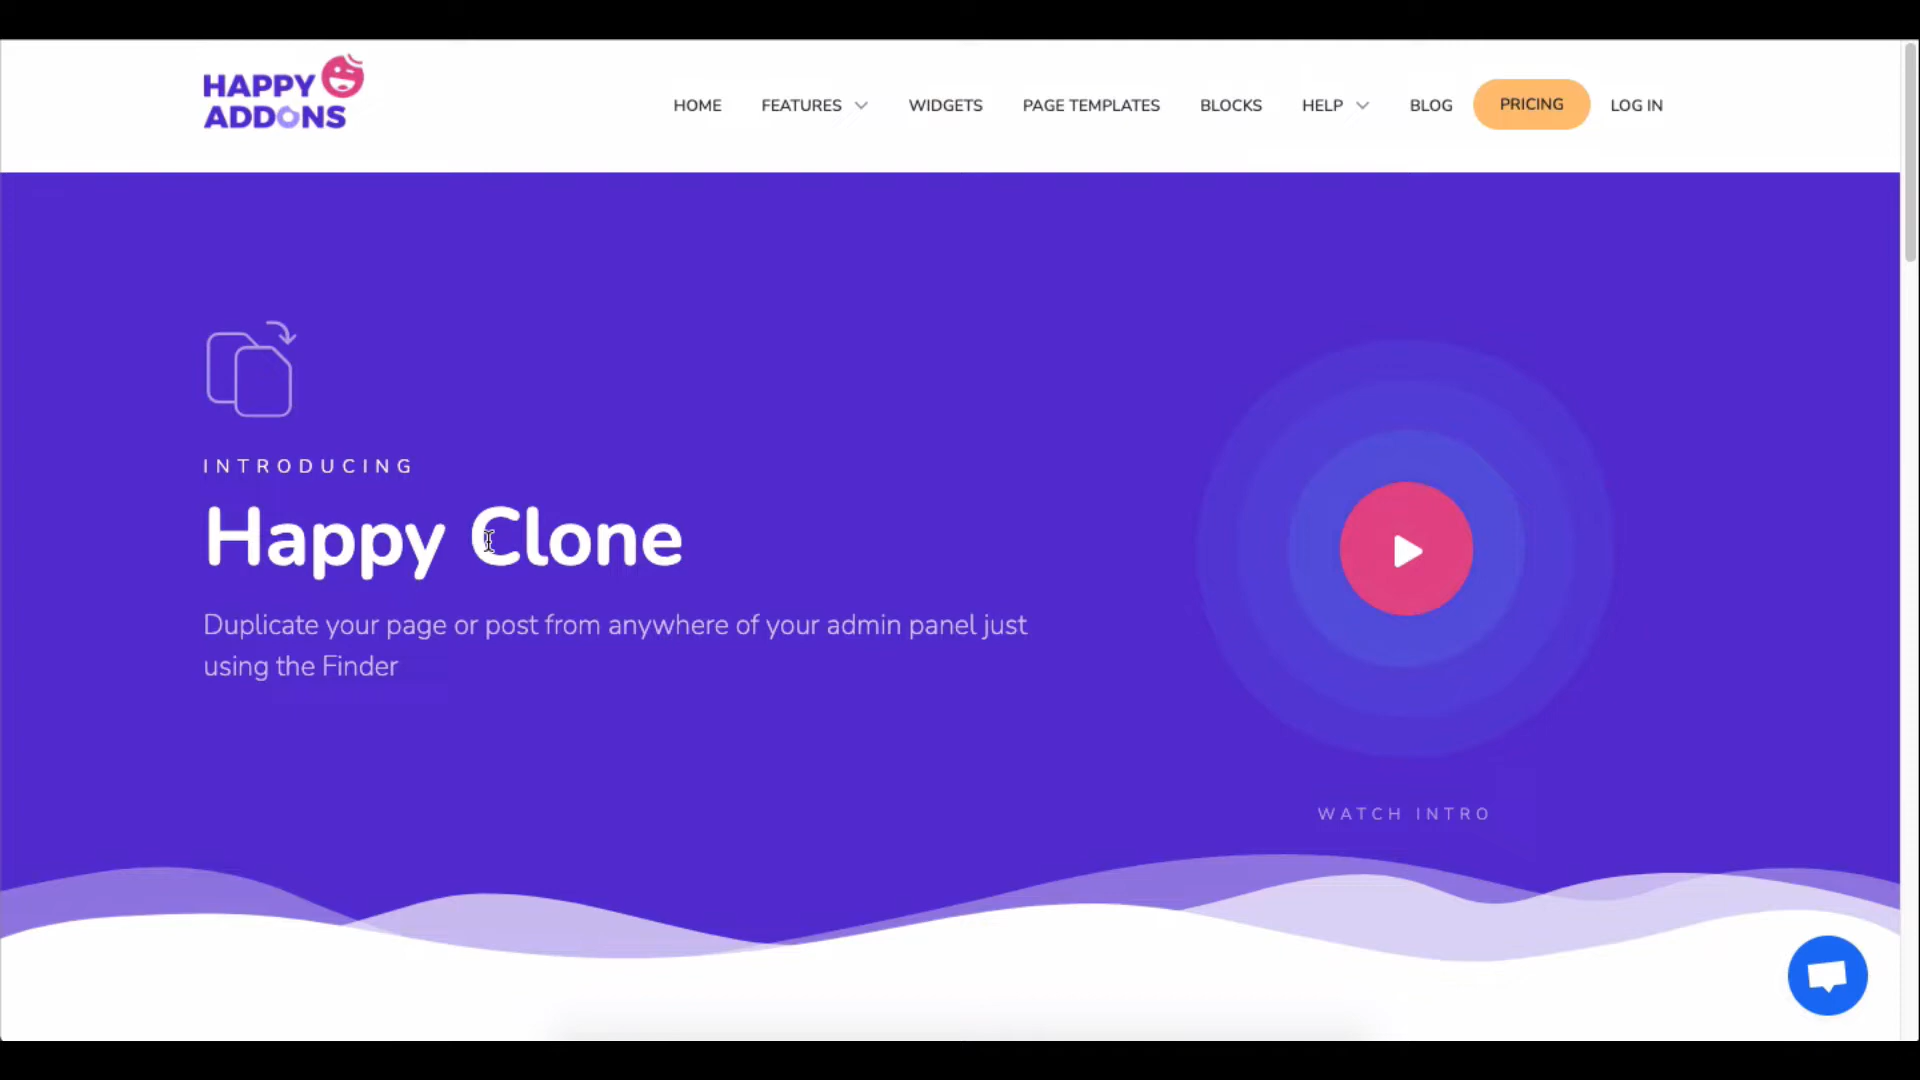 HAPPY
ADDONS
HOME
FEATURES
WIDGETS
PAGE TEMPLATES
BLOCKS
HELP
BLOG
PRICING
LOG IN
INTRODUCING
Happy Clone
Duplicate your page or post from anywhere of your admin panel just
using the Finder
WATCH INTRO